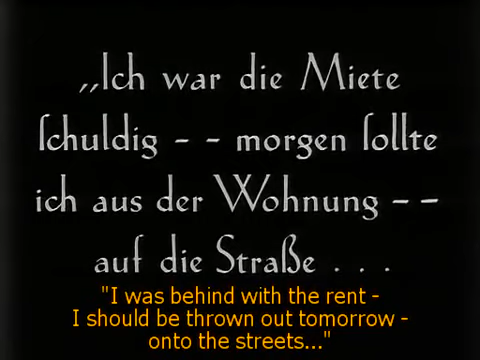 „Ich war die Miete
schuldig - - morgen sollte
ich aus der Wohnung - -
auf die Straße . . .
"I was behind with the rent -
I should be thrown out tomorrow -
onto the streets..."